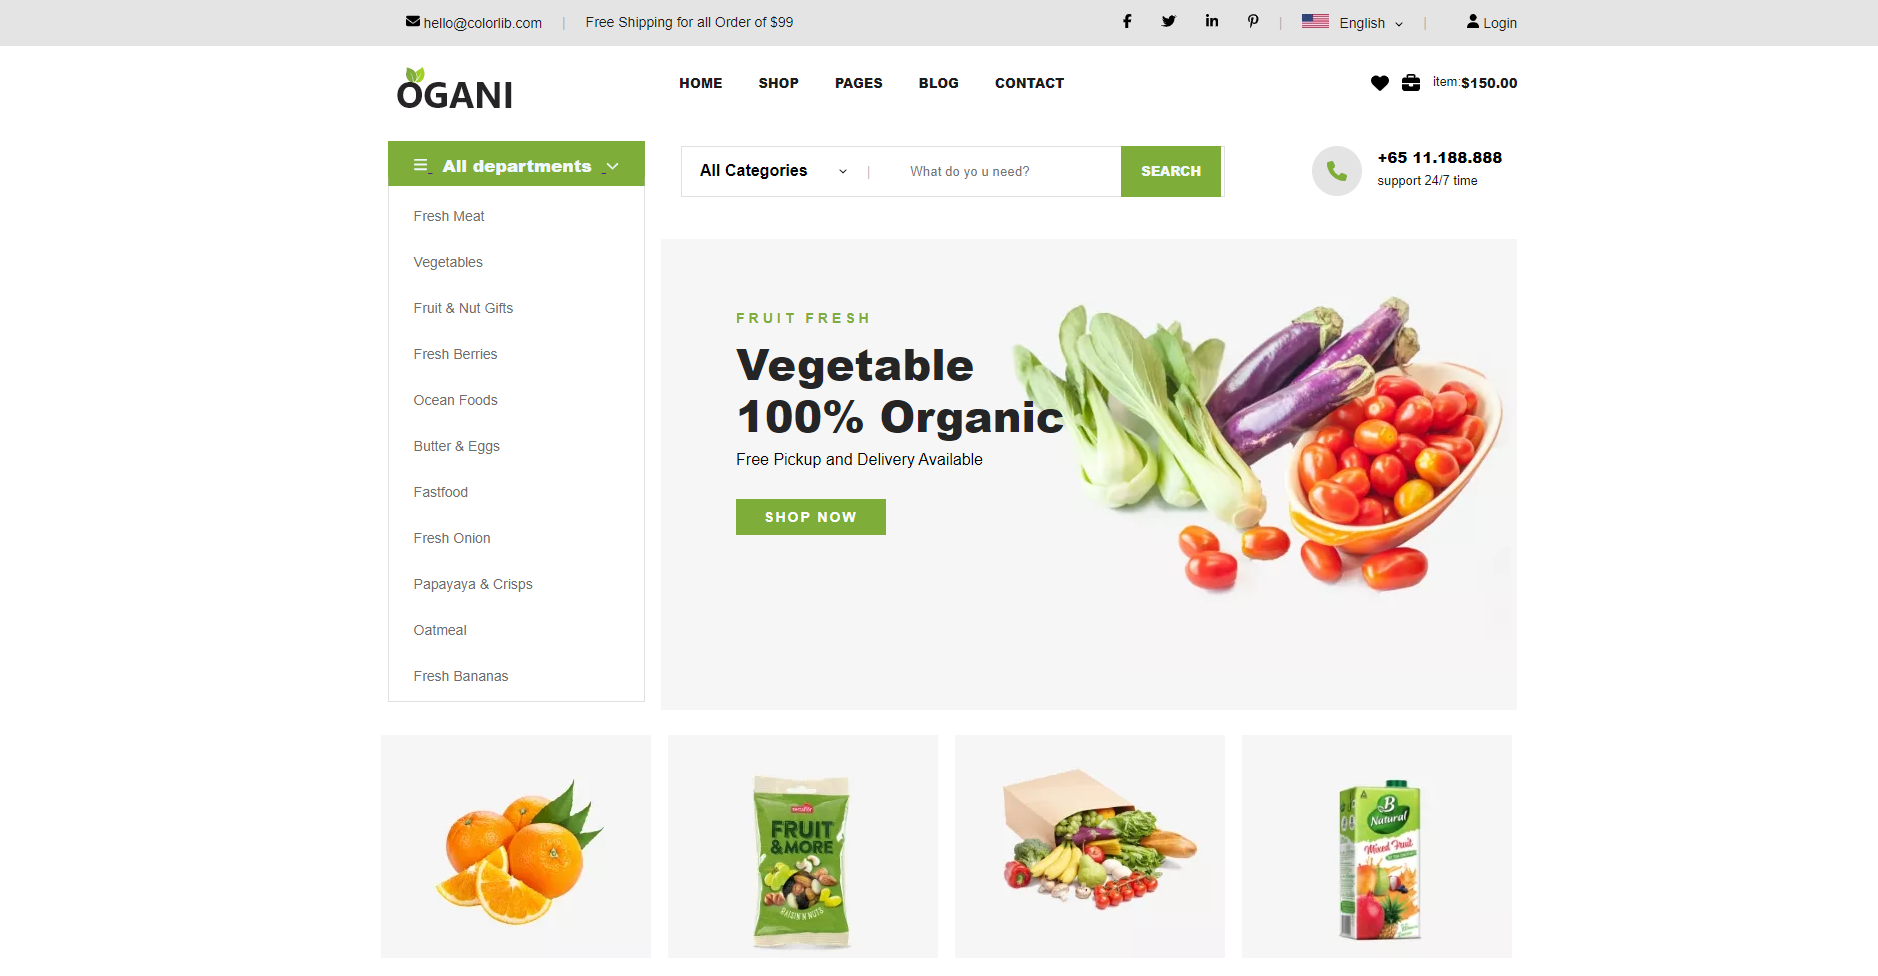 hello@colorlib.com | Free Shipping for all Order of $99 | English | Login
OGANI HOME SHOP PAGES BLOG CONTACT item:$150.00
All departments All Categories | What do yo u need? SEARCH +65 11.188.888
support 24/7 time
Fresh Meat
Vegetables
Fruit & Nut Gifts
Fresh Berries
Ocean Foods
Butter & Eggs
Fastfood
Fresh Onion
Papayaya & Crisps
Oatmeal
Fresh Bananas
FRUIT FRESH
Vegetable
100% Organic
Free Pickup and Delivery Available
SHOP NOW
FRUIT
& MORE
RAISIN N NUTS
B
Natural
Mixed Fruit